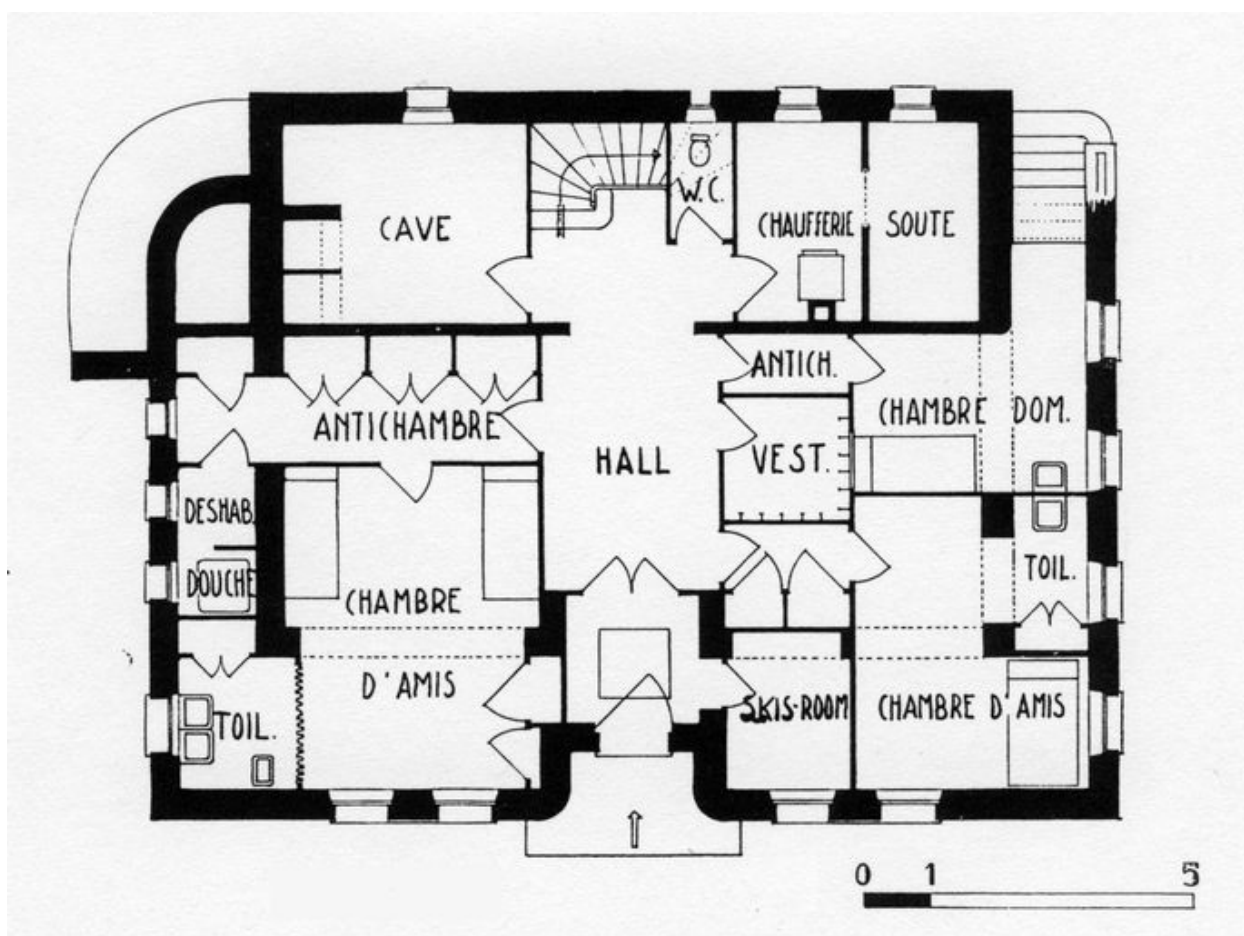 W.C.
CAVE
CHAUFFERIE
SOUTE
ANTICH.
ANTICHAMBRE
CHAMBRE DOM.
HALL
VEST.
DESHAB.
DOUCHE
CHAMBRE
D'AMIS
TOIL.
TOIL.
SKIS-ROOM
CHAMBRE D'AMIS
0 1 5